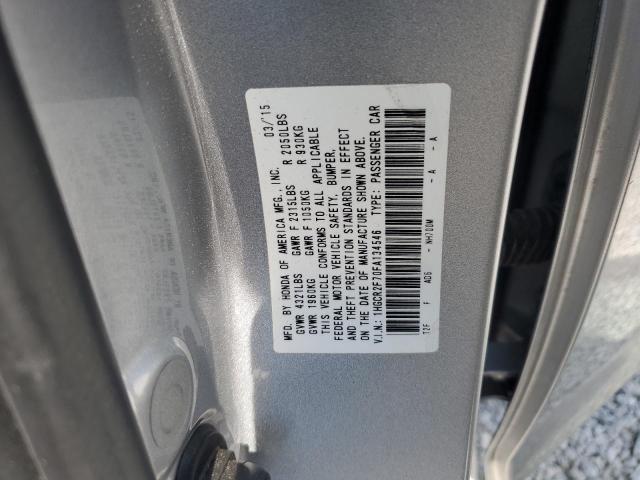 MFD. BY HONDA OF AMERICA MFG., INC. 03/15
GVWR 4321LBS GAWR F 2315LBS R 2050LBS
GVWR 1960KG GAWR F 1050KG R 930KG
THIS VEHICLE CONFORMS TO ALL APPLICABLE
FEDERAL MOTOR VEHICLE SAFETY, BUMPER,
AND THEFT PREVENTION STANDARDS IN EFFECT
ON THE DATE OF MANUFACTURE SHOWN ABOVE.
V.I.N.: 1HGCR2F70FA134546 TYPE: PASSENGER CAR
T2F F AD6 - NH700M - A - A